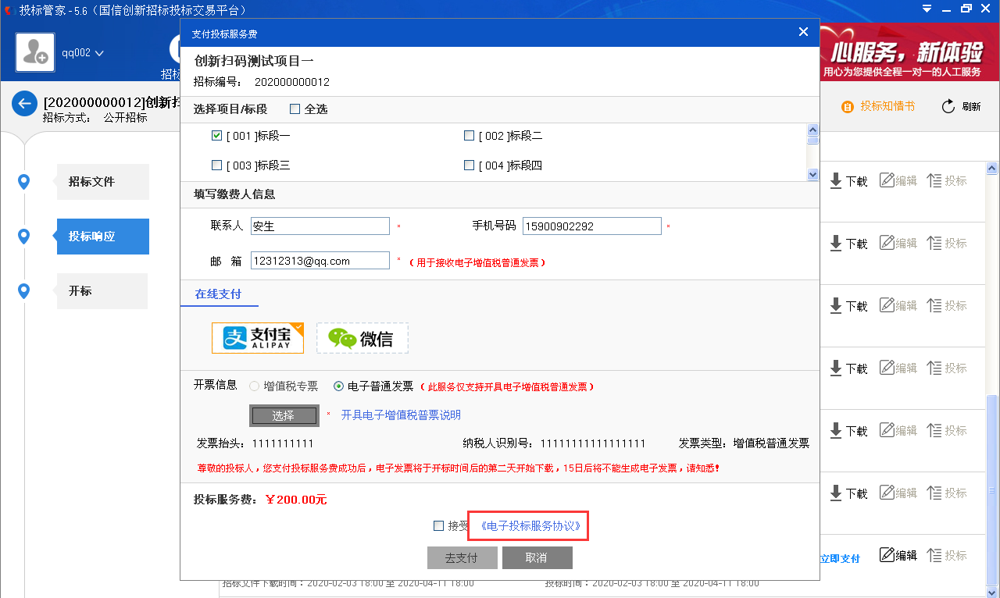 投标管家 - 5.6（国信创新招标投标交易平台）
qq002
招标
心服务，新体验
用心为您提供全程一对一的人工服务
[202000000012]创新扫
招标方式： 公开招标
投标知情书
刷新
招标文件
投标响应
开标
支付投标服务费
创新扫码测试项目一
招标编号： 202000000012
选择项目/标段 全选
[ 001 ]标段一 [ 002 ]标段二
[ 003 ]标段三 [ 004 ]标段四
填写缴费人信息
联系人 安生 * 手机号码 15900902292 *
邮 箱 12312313@qq.com * （用于接收电子增值税普通发票）
在线支付
支付宝 ALIPAY 微信
开票信息 增值税专票 电子普通发票 （此服务仅支持开具电子增值税普通发票）
选择 * 开具电子增值税普票说明
发票抬头：1111111111 纳税人识别号：11111111111111111 发票类型：增值税普通发票
尊敬的投标人，您支付投标服务费成功后，电子发票将于开标时间后的第二天开始下载，15日后将不能生成电子发票，请知悉！
投标服务费：￥200.00元
接受 《电子投标服务协议》
去支付 取消
下载 编辑 投标
下载 编辑 投标
下载 编辑 投标
下载 编辑 投标
下载 编辑 投标
下载 编辑 投标
立即支付 编辑 投标
招标文件下载时间：2020-02-03 18:00 至 2020-04-11 18:00 投标时间：2020-02-03 18:00 至 2020-04-11 18:00